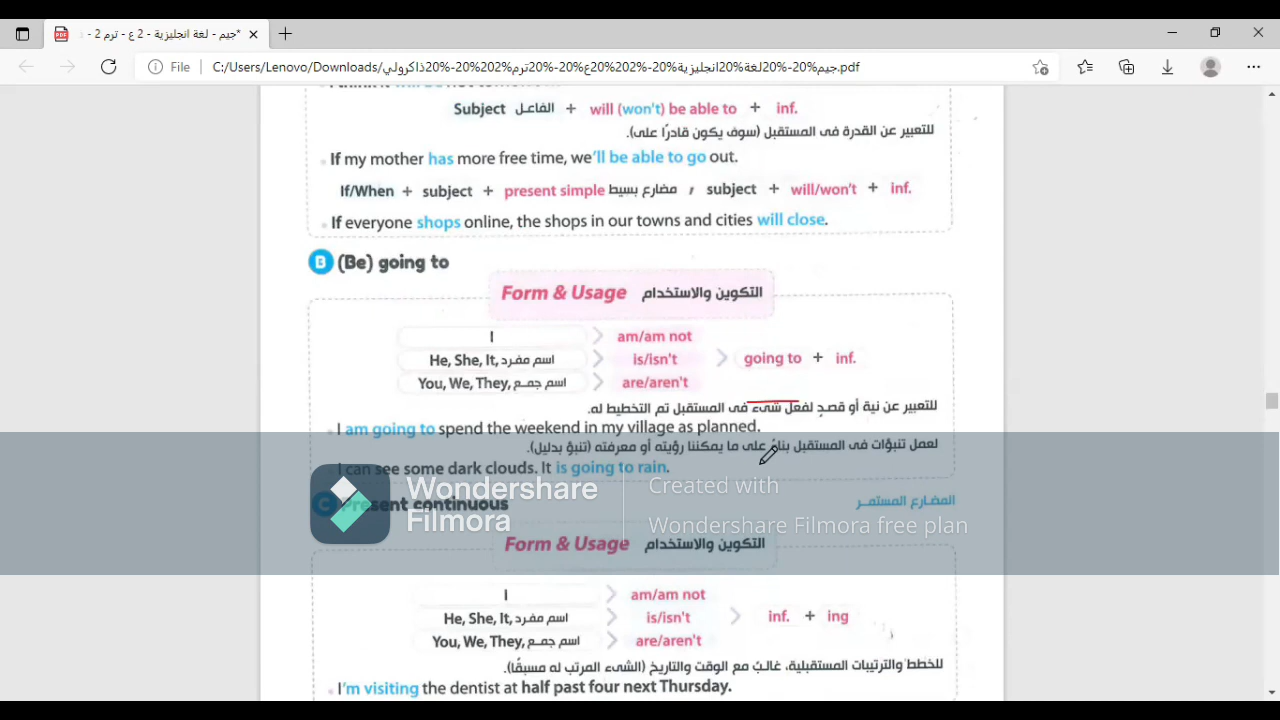 *جيم - لغة انجليزية - 2 ع - ترم 2 -
File C:/Users/Lenovo/Downloads/جيم%20-%20لغة%20انجليزية%20-%202%20ع%20-%20ترم%202%20-%20ذاكرولي.pdf
Subject الفاعل + will (won't) be able to + inf.
للتعبير عن القدرة فى المستقبل (سوف يكون قادرًا على).
If my mother has more free time, we'll be able to go out.
If/When + subject + present simple مضارع بسيط , subject + will/won't + inf.
If everyone shops online, the shops in our towns and cities will close.
B (Be) going to
Form & Usage التكوين والاستخدام
I am/am not
He, She, It, اسم مفرد is/isn't going to + inf.
You, We, They, اسم جمع are/aren't
للتعبير عن نية أو قصد لفعل شىء فى المستقبل تم التخطيط له.
I am going to spend the weekend in my village as planned.
لعمل تنبؤات فى المستقبل بناءً على ما يمكننا رؤيته أو معرفته (تنبؤ بدليل).
I can see some dark clouds. It is going to rain.
C Present continuous المضارع المستمر
Wondershare Filmora
Created with Wondershare Filmora free plan
Form & Usage التكوين والاستخدام
I am/am not
He, She, It, اسم مفرد is/isn't inf. + ing
You, We, They, اسم جمع are/aren't
للخطط والترتيبات المستقبلية، غالبًا مع الوقت والتاريخ (الشىء المرتب له مسبقًا).
I'm visiting the dentist at half past four next Thursday.